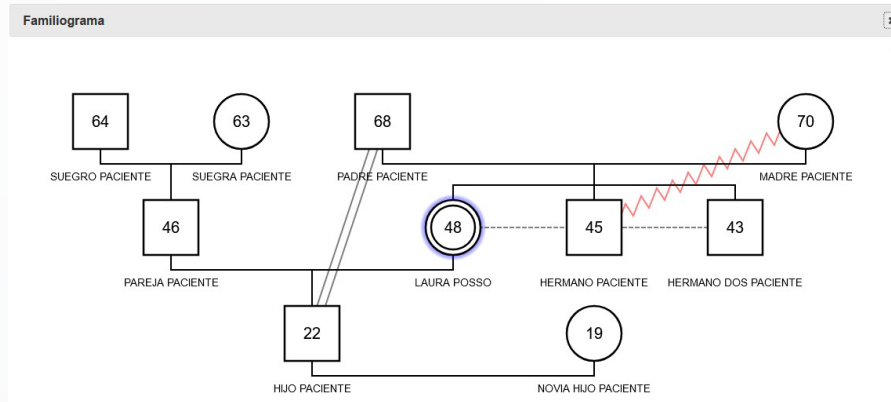 Familiograma
64 63 68 70
SUEGRO PACIENTE SUEGRA PACIENTE PADRE PACIENTE MADRE PACIENTE
46 48 45 43
PAREJA PACIENTE LAURA POSSO HERMANO PACIENTE HERMANO DOS PACIENTE
22 19
HIJO PACIENTE NOVIA HIJO PACIENTE